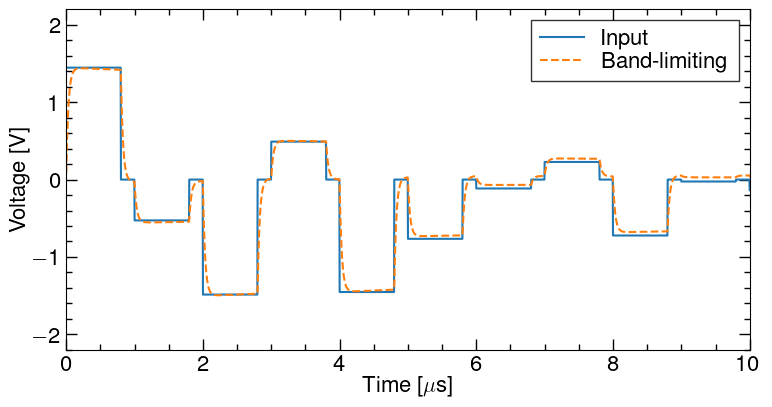 Input
Band-limiting
Voltage [V]
2
1
0
−1
−2
0 2 4 6 8 10
Time [μs]